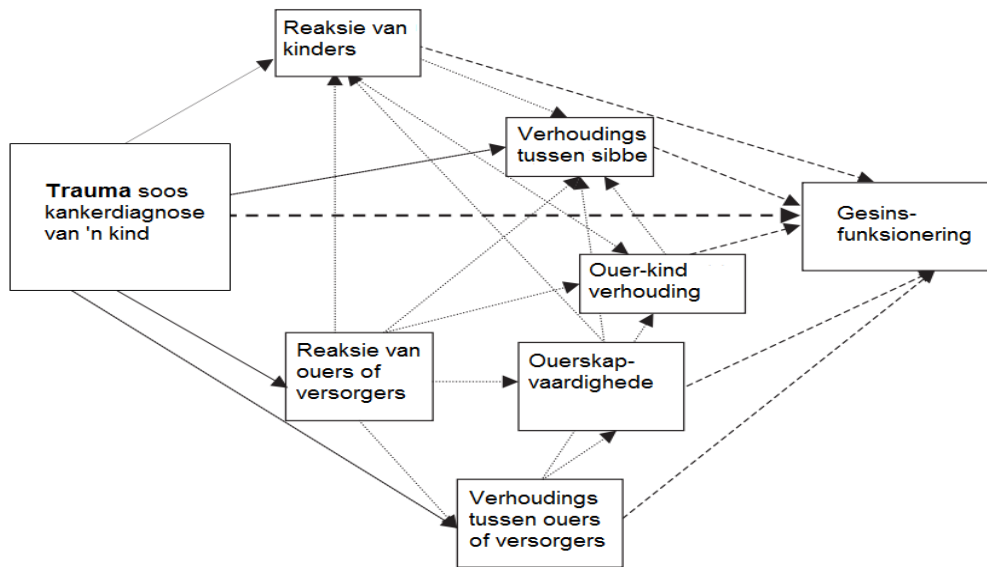 Reaksie van
kinders
Verhoudings
tussen sibbe
Trauma soos
kankerdiagnose
van 'n kind
Gesins-
funksionering
Ouer-kind
verhouding
Reaksie van
ouers of
versorgers
Ouerskap-
vaardighede
Verhoudings
tussen ouers
of versorgers